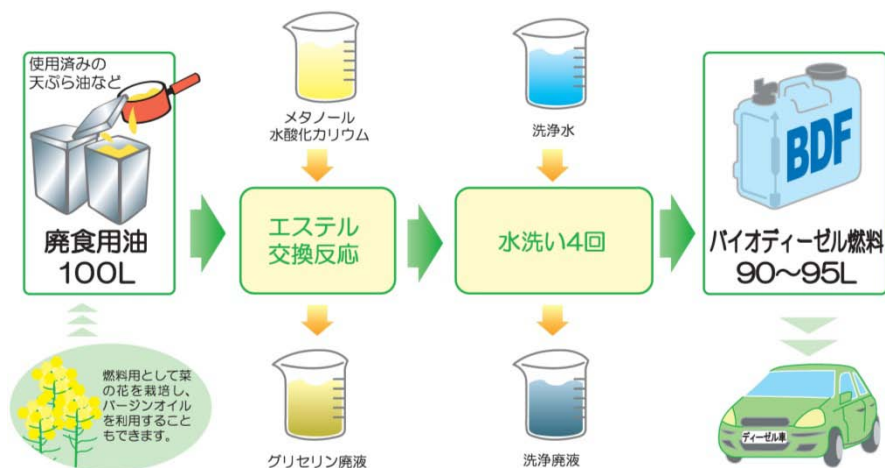 使用済みの
天ぷら油など
廃食用油
100L
燃料用として菜
の花を栽培し、
バージンオイル
を利用すること
もできます。
メタノール
水酸化カリウム
エステル
交換反応
グリセリン廃液
洗浄水
水洗い4回
洗浄廃液
BDF
バイオディーゼル燃料
90～95L
ディーゼル車